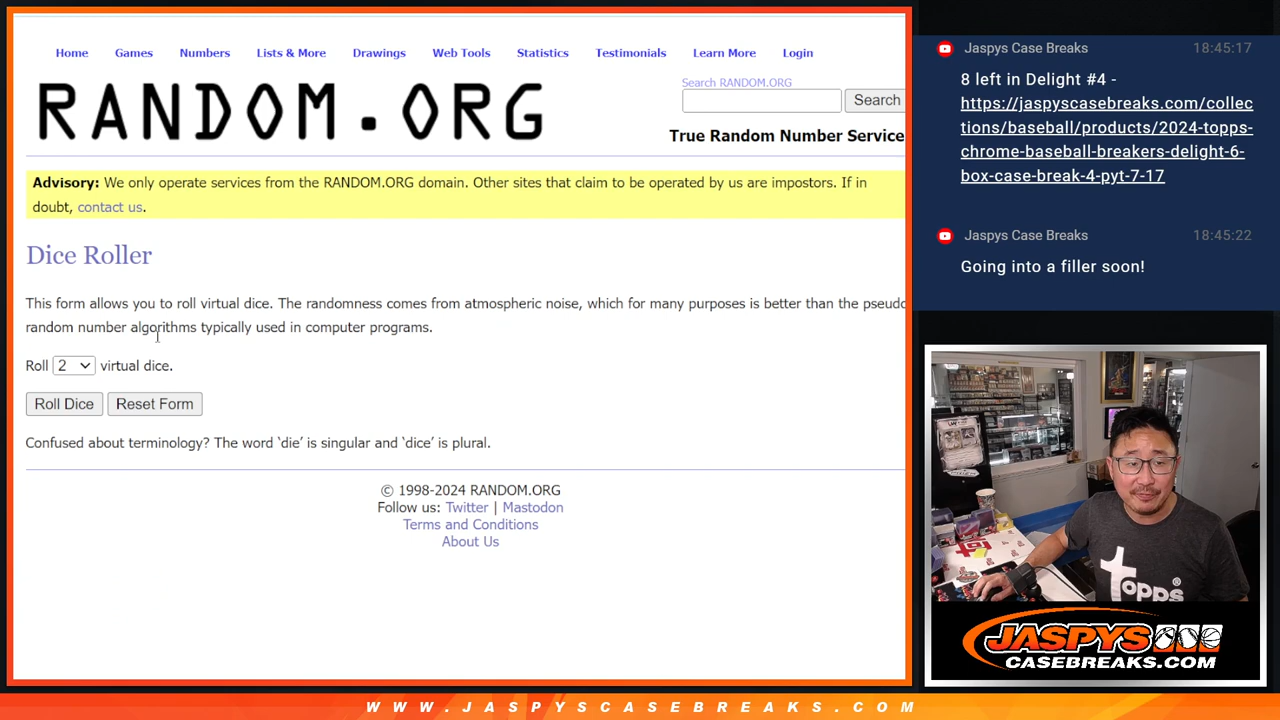 Home Games Numbers Lists & More Drawings Web Tools Statistics Testimonials Learn More Login
Search RANDOM.ORG
RANDOM.ORG
Search
True Random Number Service
Advisory: We only operate services from the RANDOM.ORG domain. Other sites that claim to be operated by us are impostors. If in
doubt, contact us.
Dice Roller
This form allows you to roll virtual dice. The randomness comes from atmospheric noise, which for many purposes is better than the pseudo
random number algorithms typically used in computer programs.
Roll 2 virtual dice.
Roll Dice Reset Form
Confused about terminology? The word ‘die’ is singular and ‘dice’ is plural.
© 1998-2024 RANDOM.ORG
Follow us: Twitter | Mastodon
Terms and Conditions
About Us
Jaspys Case Breaks 18:45:17
8 left in Delight #4 -
https://jaspyscasebreaks.com/collec
tions/baseball/products/2024-topps-
chrome-baseball-breakers-delight-6-
box-case-break-4-pyt-7-17
Jaspys Case Breaks 18:45:22
Going into a filler soon!
topps®
JASPYS
CASEBREAKS.COM
WWW.JASPYSCASEBREAKS.COM